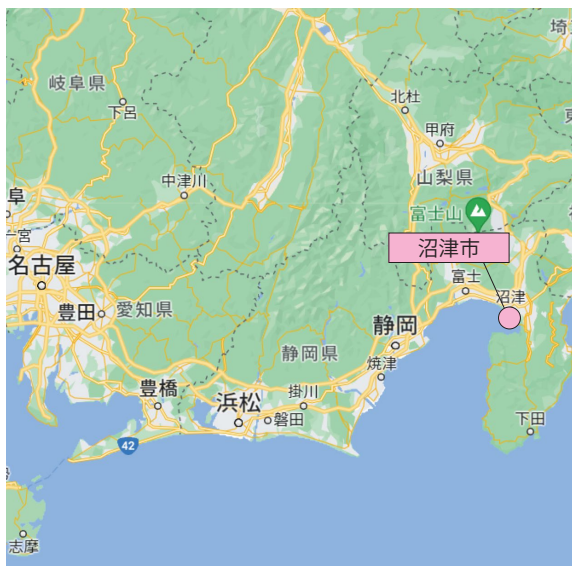 埼
岐阜県
下呂
北杜
東
甲府
中津川
山梨県
阜
富士山
一宮
沼津市
名古屋
富士
沼津
豊田
愛知県
静岡
静岡県
焼津
豊橋
掛川
浜松
磐田
下田
42
志摩